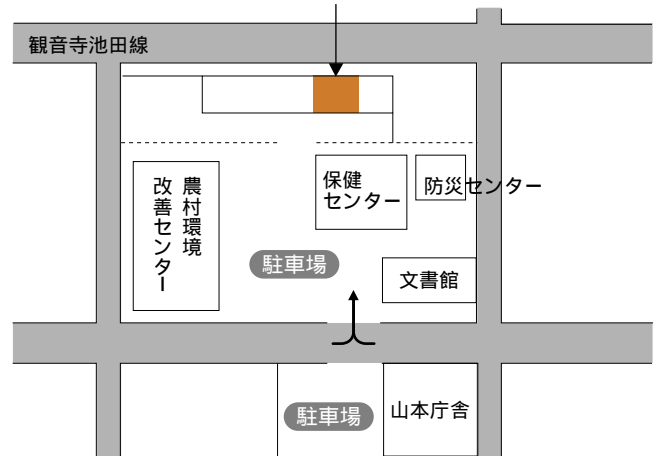 観音寺池田線
保健
センター
防災センター
農村環境
改善センター
駐車場
文書館
駐車場
山本庁舎